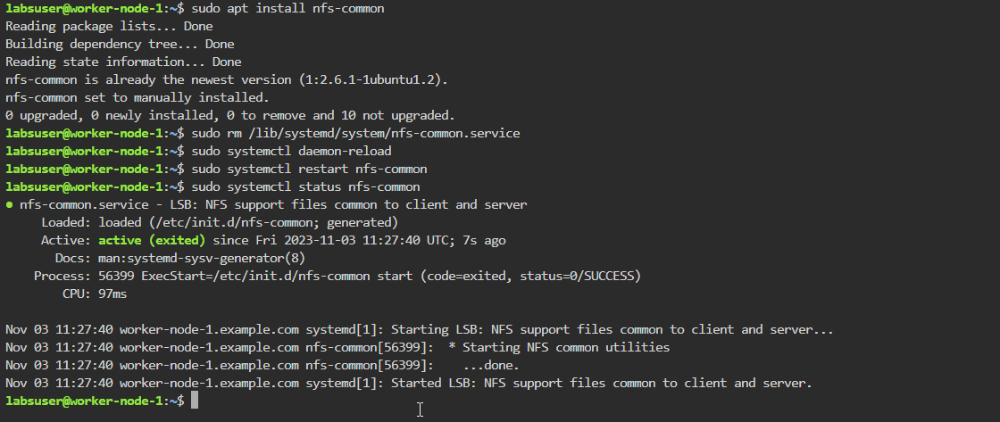 labsuser@worker-node-1:~$ sudo apt install nfs-common
Reading package lists... Done
Building dependency tree... Done
Reading state information... Done
nfs-common is already the newest version (1:2.6.1-1ubuntu1.2).
nfs-common set to manually installed.
0 upgraded, 0 newly installed, 0 to remove and 10 not upgraded.
labsuser@worker-node-1:~$ sudo rm /lib/systemd/system/nfs-common.service
labsuser@worker-node-1:~$ sudo systemctl daemon-reload
labsuser@worker-node-1:~$ sudo systemctl restart nfs-common
labsuser@worker-node-1:~$ sudo systemctl status nfs-common
● nfs-common.service - LSB: NFS support files common to client and server
     Loaded: loaded (/etc/init.d/nfs-common; generated)
     Active: active (exited) since Fri 2023-11-03 11:27:40 UTC; 7s ago
       Docs: man:systemd-sysv-generator(8)
    Process: 56399 ExecStart=/etc/init.d/nfs-common start (code=exited, status=0/SUCCESS)
        CPU: 97ms

Nov 03 11:27:40 worker-node-1.example.com systemd[1]: Starting LSB: NFS support files common to client and server...
Nov 03 11:27:40 worker-node-1.example.com nfs-common[56399]:  * Starting NFS common utilities
Nov 03 11:27:40 worker-node-1.example.com nfs-common[56399]:    ...done.
Nov 03 11:27:40 worker-node-1.example.com systemd[1]: Started LSB: NFS support files common to client and server.
labsuser@worker-node-1:~$